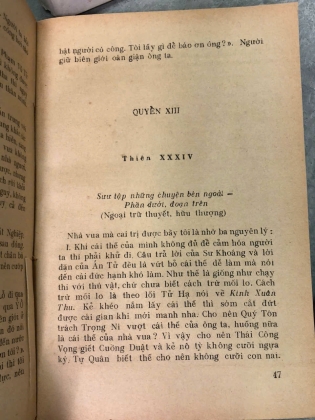 bặt người có công. Tôi lấy gì để báo ơn ông? ». Người
giữ biên giới oán giận ông ta.
QUYỂN XIII
Thiên XXXIV
Sưu tập những chuyện bên ngoài —
Phần dưới, đoạn trên
(Ngoại trừ thuyết, hữu thượng)
Nhà vua mà cai trị được bầy tôi là nhờ ba nguyên lý :
I. Khi cái thế của mình không đủ để cảm hóa người
ta thì phải khử đi. Câu trả lời của Sư Khoáng và lời
dặn của Án Tử đều là vứt bỏ cái thế dễ làm mà nói
đến cái đức hạnh khó làm. Như thế là giống như chạy
thi với thú vật, chứ chưa biết cách trừ mối lo. Cách
trừ mối lo là theo lời Tử Hạ nói về Kinh Xuân
Thu. Kẻ khéo nắm lấy cái thế thì sớm cắt dứt
được cái gian khi mới manh nha. Cho nên Quý Tôn
trách Trọng Ni vượt cái thế của ông ta, huống nữa
là cái thế của nhà vua? Vì vậy cho nên Thái Công
Vọng giết Cuồng Duật và kẻ nô tỳ không cưỡi ngựa
ký. Tự Quân biết thế cho nên không cưỡi con nai.
47